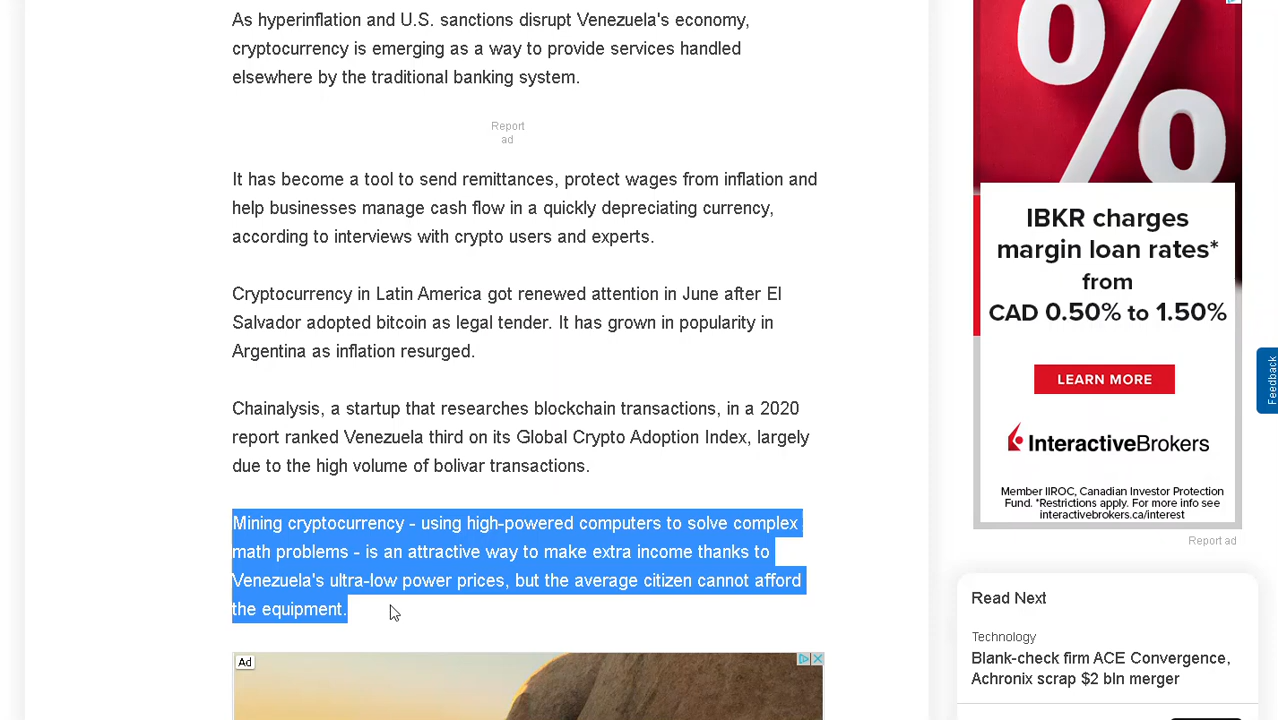 As hyperinflation and U.S. sanctions disrupt Venezuela's economy,
cryptocurrency is emerging as a way to provide services handled
elsewhere by the traditional banking system.
Report
ad
It has become a tool to send remittances, protect wages from inflation and
help businesses manage cash flow in a quickly depreciating currency,
according to interviews with crypto users and experts.
Cryptocurrency in Latin America got renewed attention in June after El
Salvador adopted bitcoin as legal tender. It has grown in popularity in
Argentina as inflation resurged.
Chainalysis, a startup that researches blockchain transactions, in a 2020
report ranked Venezuela third on its Global Crypto Adoption Index, largely
due to the high volume of bolivar transactions.
Mining cryptocurrency - using high-powered computers to solve complex
math problems - is an attractive way to make extra income thanks to
Venezuela's ultra-low power prices, but the average citizen cannot afford
the equipment.
Ad
%
IBKR charges
margin loan rates*
from
CAD 0.50% to 1.50%
LEARN MORE
InteractiveBrokers
Member IIROC, Canadian Investor Protection
Fund. *Restrictions apply. For more info see
interactivebrokers.ca/interest
Report ad
Feedback
Read Next
Technology
Blank-check firm ACE Convergence,
Achronix scrap $2 bln merger